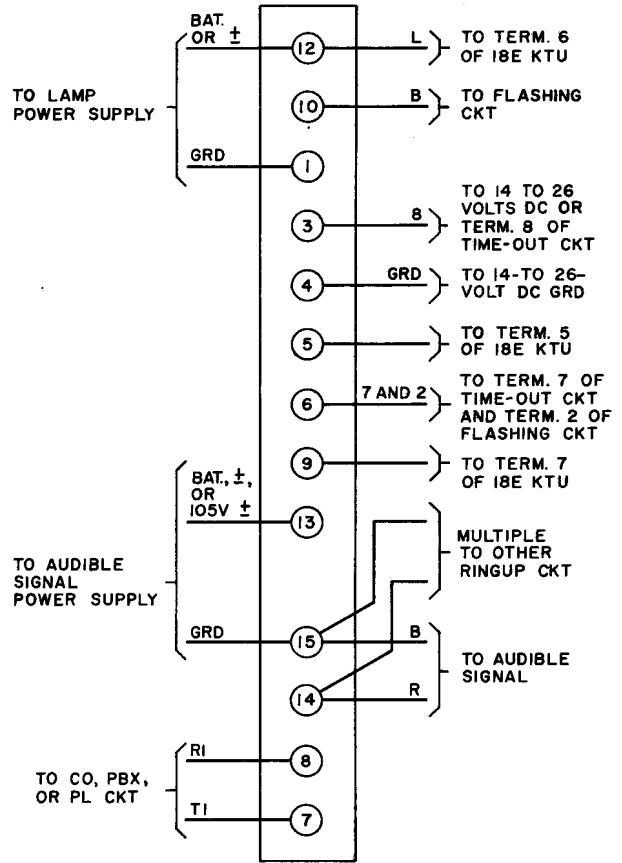 BAT.
OR ±
12
L
TO TERM. 6
OF 18E KTU
TO LAMP
POWER SUPPLY
10
B
TO FLASHING
CKT
GRD
1
3
8
TO 14 TO 26
VOLTS DC OR
TERM. 8 OF
TIME-OUT CKT
4
GRD
TO 14-TO 26-
VOLT DC GRD
5
TO TERM. 5
OF 18E KTU
6
7 AND 2
TO TERM. 7 OF
TIME-OUT CKT
AND TERM. 2 OF
FLASHING CKT
9
TO TERM. 7
OF 18E KTU
BAT., ±,
OR
105V ±
13
MULTIPLE
TO OTHER
RINGUP CKT
TO AUDIBLE
SIGNAL
POWER SUPPLY
GRD
15
B
TO AUDIBLE
SIGNAL
14
R
R1
8
TO CO, PBX,
OR PL CKT
T1
7